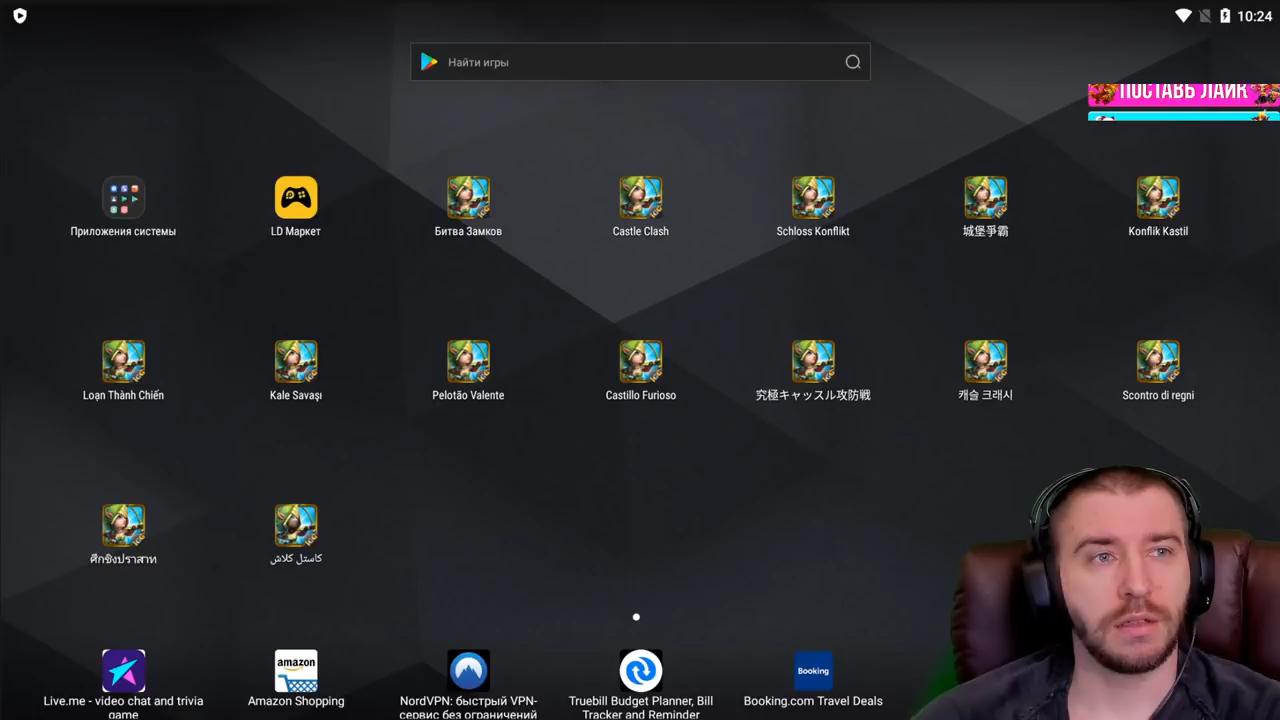 10:24
Найти игры
ПОСТАВЬ ЛАЙК
Приложения системы
LD Маркет
Битва Замков
Castle Clash
Schloss Konflikt
城堡爭霸
Konflik Kastil
Loạn Thành Chiến
Kale Savaşı
Pelotão Valente
Castillo Furioso
究極キャッスル攻防戦
캐슬 크래시
Scontro di regni
ศึกชิงปราสาท
كاستل كلاش
amazon
Booking
Live.me - video chat and trivia
game
Amazon Shopping
NordVPN: быстрый VPN-
сервис без ограничений
Truebill Budget Planner, Bill
Tracker and Reminder
Booking.com Travel Deals